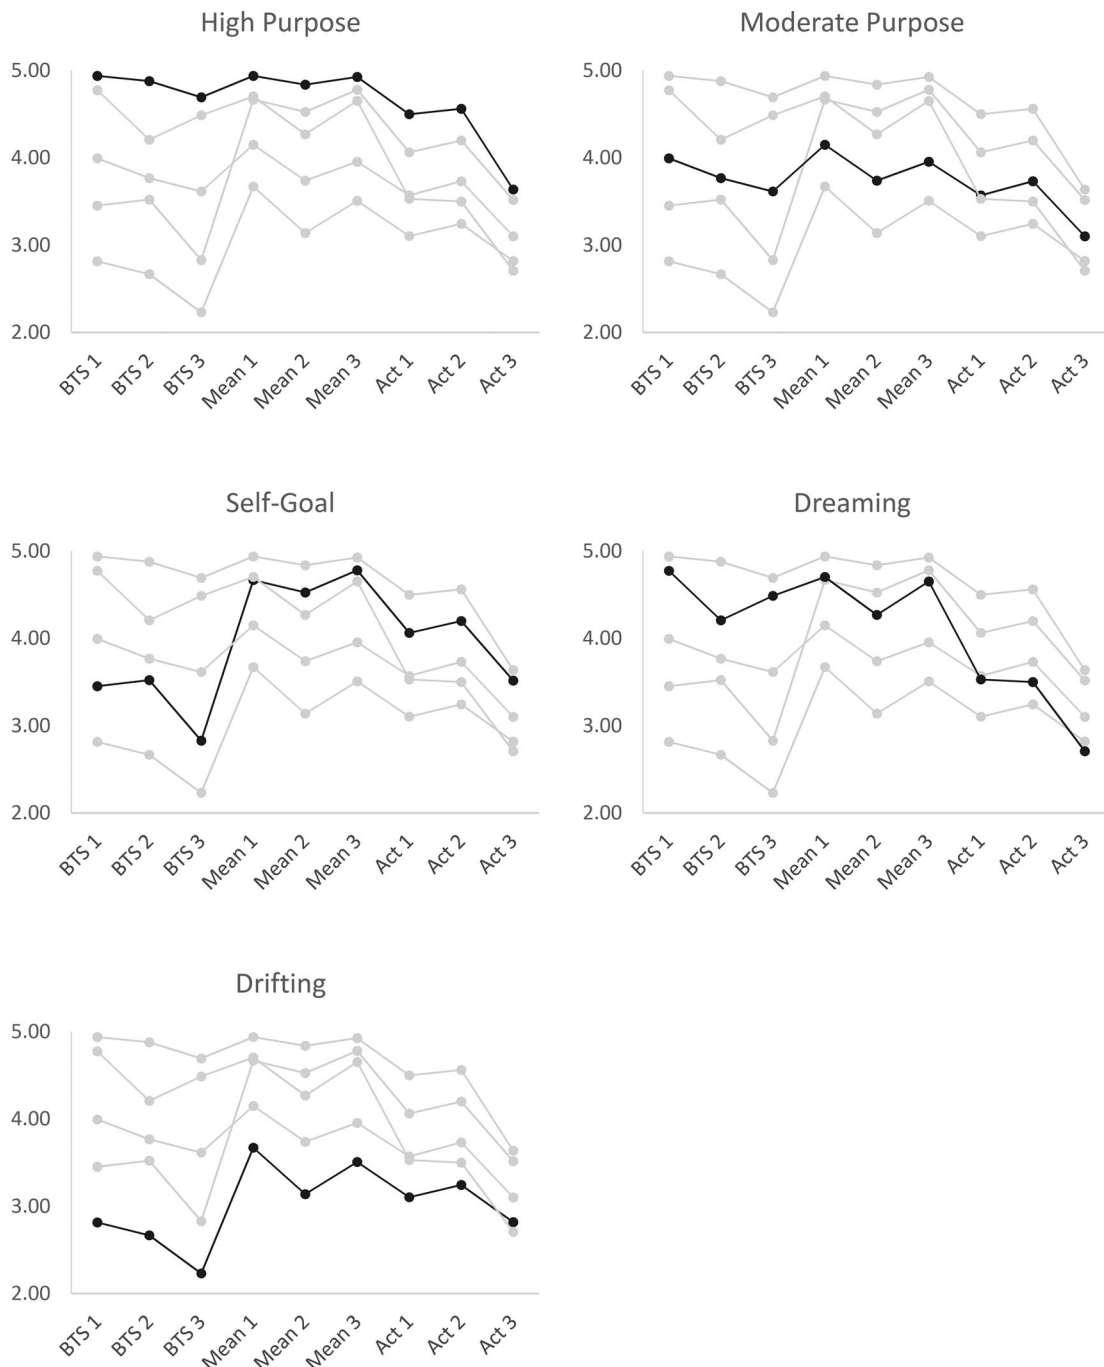 High Purpose
5.00
4.00
3.00
2.00
BTS 1
BTS 2
BTS 3
Mean 1
Mean 2
Mean 3
Act 1
Act 2
Act 3
Moderate Purpose
5.00
4.00
3.00
2.00
BTS 1
BTS 2
BTS 3
Mean 1
Mean 2
Mean 3
Act 1
Act 2
Act 3
Self-Goal
5.00
4.00
3.00
2.00
BTS 1
BTS 2
BTS 3
Mean 1
Mean 2
Mean 3
Act 1
Act 2
Act 3
Dreaming
5.00
4.00
3.00
2.00
BTS 1
BTS 2
BTS 3
Mean 1
Mean 2
Mean 3
Act 1
Act 2
Act 3
Drifting
5.00
4.00
3.00
2.00
BTS 1
BTS 2
BTS 3
Mean 1
Mean 2
Mean 3
Act 1
Act 2
Act 3